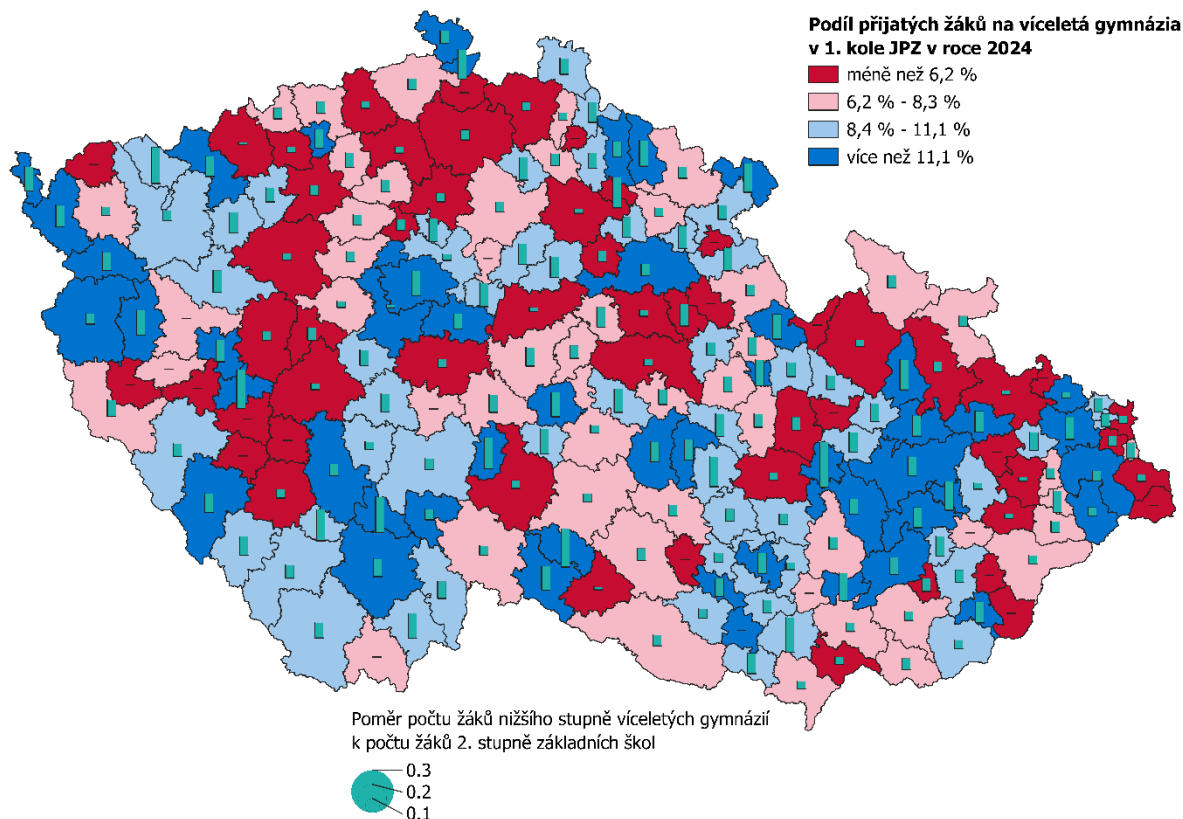 Podíl přijatých žáků na víceletá gymnázia
v 1. kole JPZ v roce 2024
méně než 6,2 %
6,2 % - 8,3 %
8,4 % - 11,1 %
více než 11,1 %
Poměr počtu žáků nižšího stupně víceletých gymnázií
k počtu žáků 2. stupně základních škol
0.3
0.2
0.1